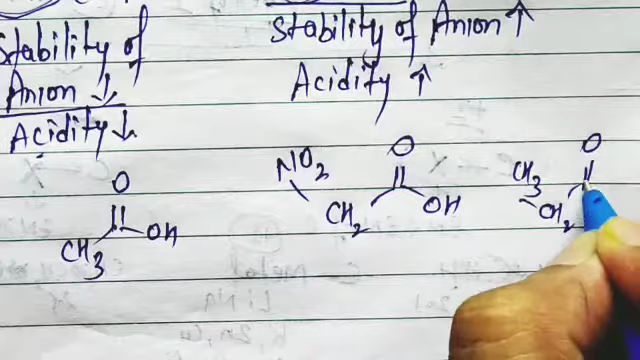 Stability of
Anion ↓
Acidity ↓
Stability of Anion ↑
Acidity ↑
O
CH3
OH
NO2
O
CH2
OH
O
CH3
CH2